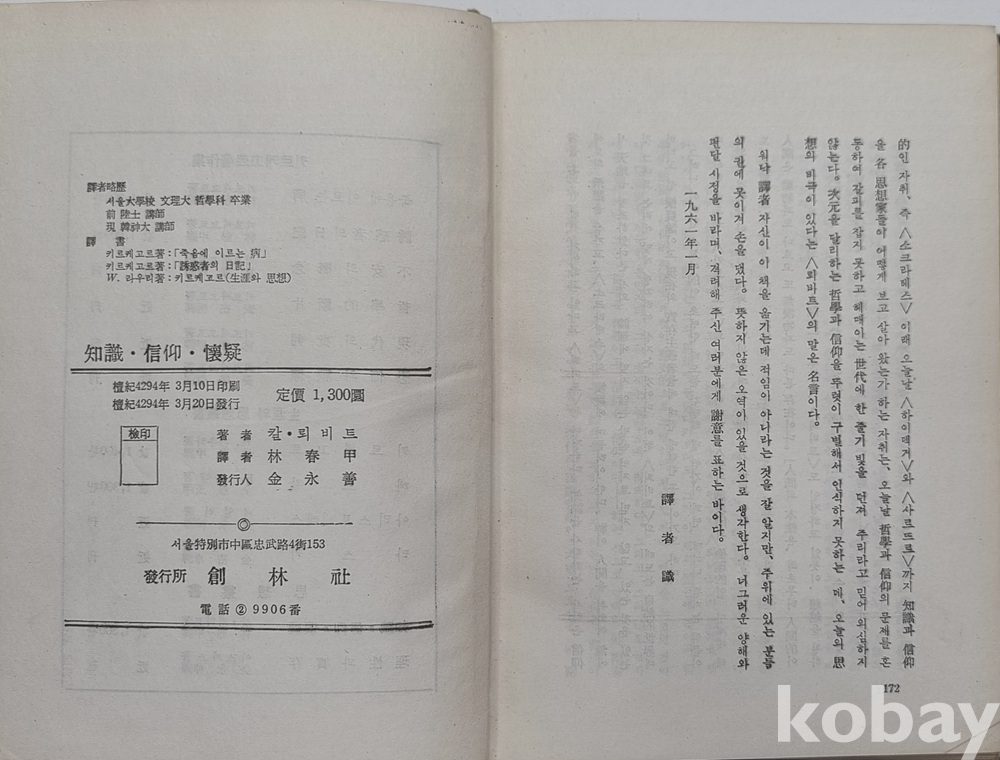 譯者略歷
서울大學校 文理大 哲學科 卒業
前 陸士 講師
現 韓神大 講師
譯 書
키르케고르著：「죽음에 이르는 病」
키르케고르著：「誘惑者의 日記」
W. 라우리著：키르케고르(生涯와 思想)
知識·信仰·懷疑
檀紀4294年 3月10日印刷
檀紀4294年 3月20日發行
定價 1,300圜
檢印
著者 칼·뢰비트
譯者 林春甲
發行人 金永善
서울特別市中區忠武路4街153
發行所 創林社
電話 ② 9906番
的인 자취, 즉 〈소크라테스〉 이래 오늘날 〈하이데거〉와 〈사르트르〉까지 知識과 信仰
을 各 思想家들이 어떻게 보고 살아 왔는가 하는 자취는, 오늘날 哲學과 信仰의 문제를 혼
동하여 갈피를 잡지 못하고 헤매이는 世代에 한 줄기 빛을 던져 주리라고 믿어 의심하지
않는다. 次元을 달리하는 哲學과 信仰을 뚜렷이 구별해서 인식하지 못하는 데, 오늘의 思
想의 비극이 있다는 〈뢰바트〉의 말은 名言이다.
워낙 譯者 자신이 이 책을 옮기는데 적임이 아니라는 것을 잘 알지만, 주위에 있는 분들
의 권에 못이겨 손을 댔다. 뜻하지 않은 오역이 있을 것으로 생각한다. 너그러운 양해와
편달 시정을 바라며, 격려해 주신 여러분에게 謝意를 표하는 바이다.
一九六一年一月
譯者識
172
kobay